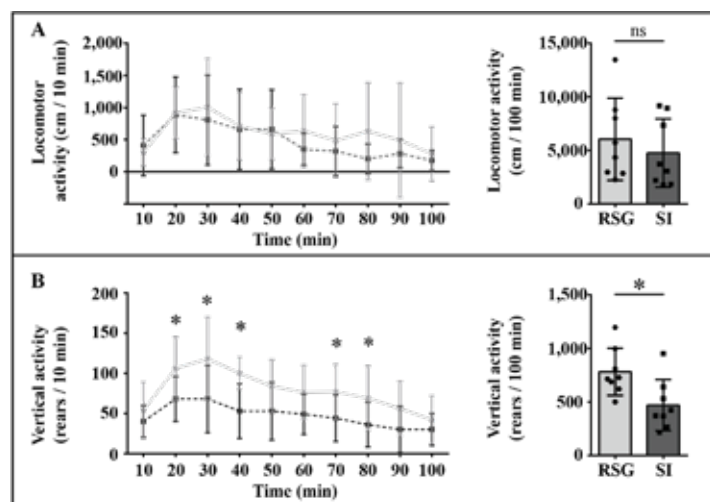 A
Locomotor
activity (cm / 10 min)
2,000
1,500
1,000
500
0
10 20 30 40 50 60 70 80 90 100
Time (min)
Locomotor activity
(cm / 100 min)
15,000
10,000
5,000
0
ns
RSG SI
B
Vertical activity
(rears / 10 min)
200
150
100
50
0
* * * * *
10 20 30 40 50 60 70 80 90 100
Time (min)
Vertical activity
(rears / 100 min)
1,500
1,000
500
0
*
RSG SI